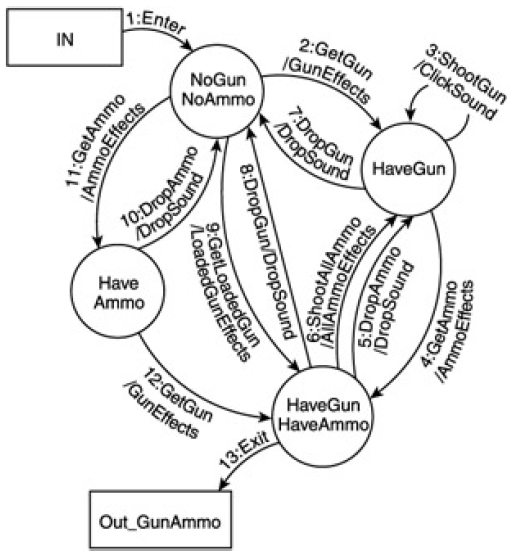 IN
1:Enter
NoGun
NoAmmo
2:GetGun
/GunEffects
3:ShootGun
/ClickSound
7:DropGun
/DropSound
HaveGun
11:GetAmmo
/AmmoEffects
10:DropAmmo
/DropSound
9:GetLoadedGun
/LoadedGunEffects
8:DropGun/DropSound
6:ShootAllAmmo
/AllAmmoEffects
5:DropAmmo
/DropSound
4:GetAmmo
/AmmoEffects
Have
Ammo
12:GetGun
/GunEffects
HaveGun
HaveAmmo
13:Exit
Out_GunAmmo